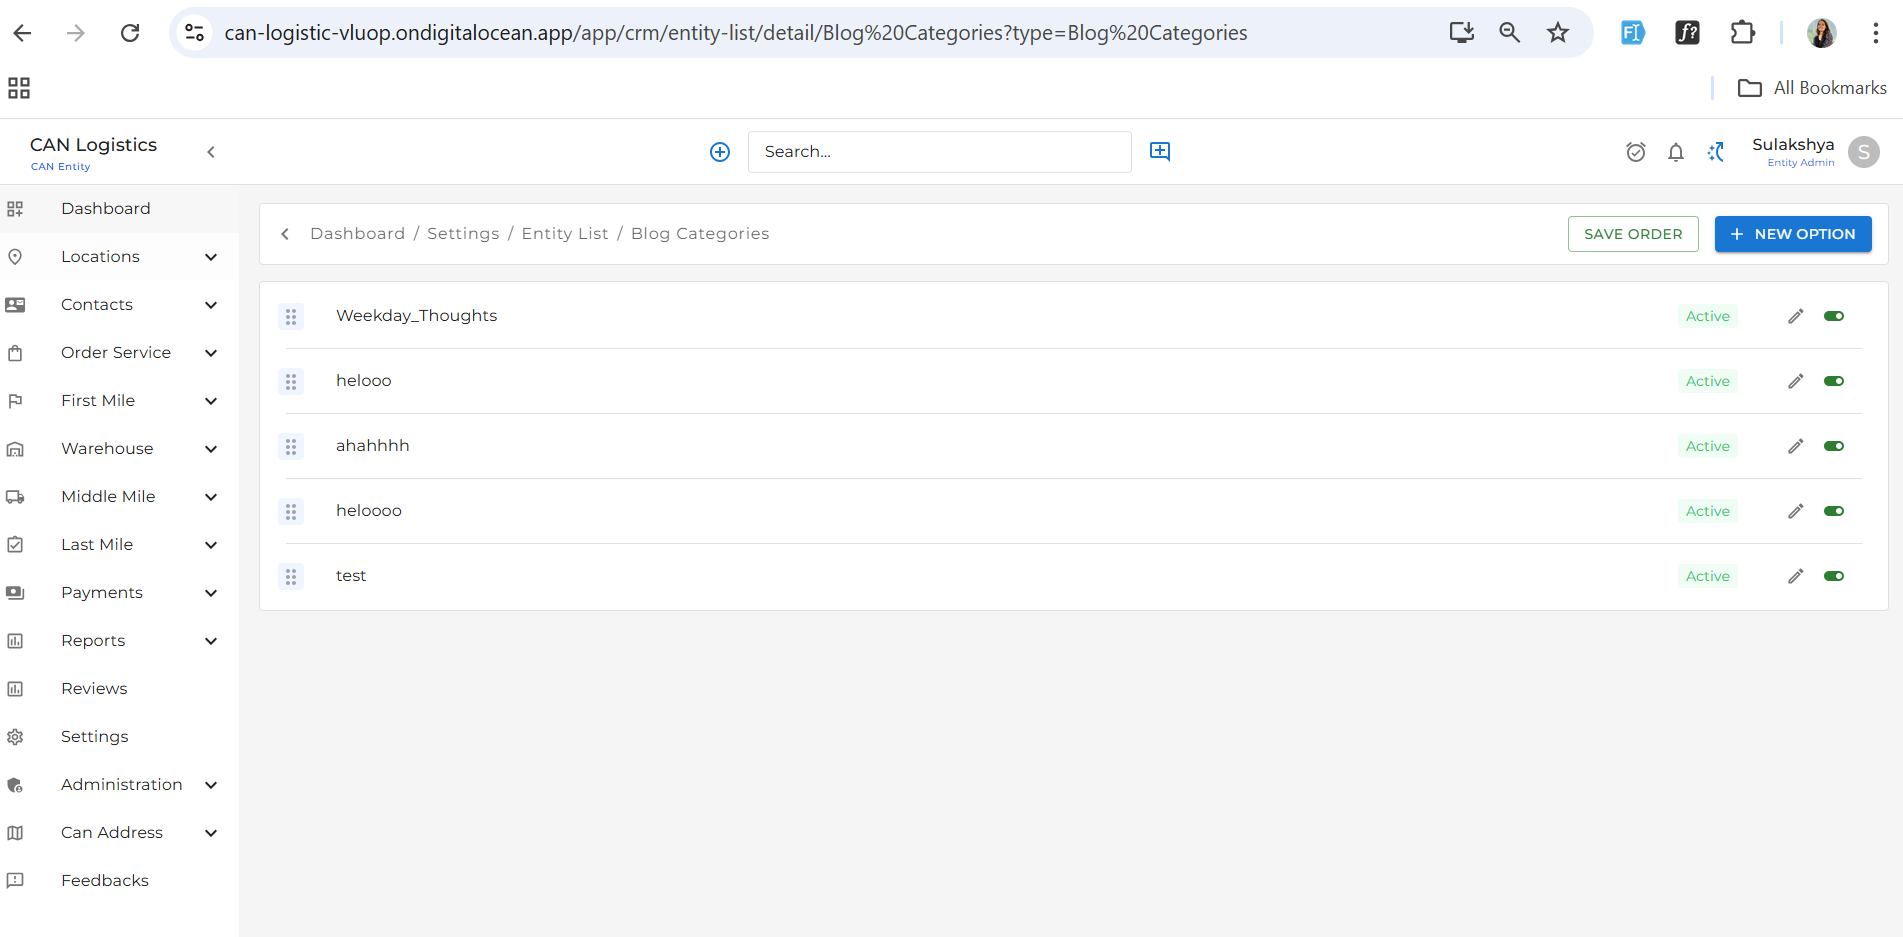 can-logistic-vluop.ondigitalocean.app/app/crm/entity-list/detail/Blog%20Categories?type=Blog%20Categories
All Bookmarks
CAN Logistics
CAN Entity
Search...
Sulakshya
Entity Admin
S
Dashboard
Locations
Contacts
Order Service
First Mile
Warehouse
Middle Mile
Last Mile
Payments
Reports
Reviews
Settings
Administration
Can Address
Feedbacks
Dashboard / Settings / Entity List / Blog Categories
SAVE ORDER
+ NEW OPTION
Weekday_Thoughts Active
helooo Active
ahahhhh Active
heloooo Active
test Active